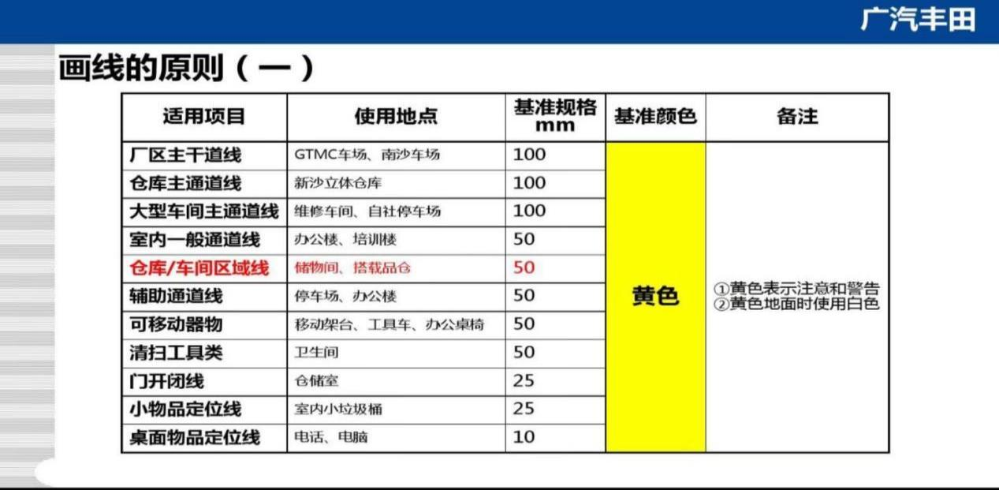 广汽丰田
画线的原则（一）
适用项目 使用地点 基准规格mm 基准颜色 备注
厂区主干道线 GTMC车场、南沙车场 100
仓库主通道线 新沙立体仓库 100
大型车间主通道线 维修车间、自社停车场 100
室内一般通道线 办公楼、培训楼 50
仓库/车间区域线 储物间、搭载品仓 50
辅助通道线 停车场、办公楼 50
黄色
①黄色表示注意和警告
②黄色地面时使用白色
可移动器物 移动架台、工具车、办公桌椅 50
清扫工具类 卫生间 50
门开闭线 仓储室 25
小物品定位线 室内小垃圾桶 25
桌面物品定位线 电话、电脑 10